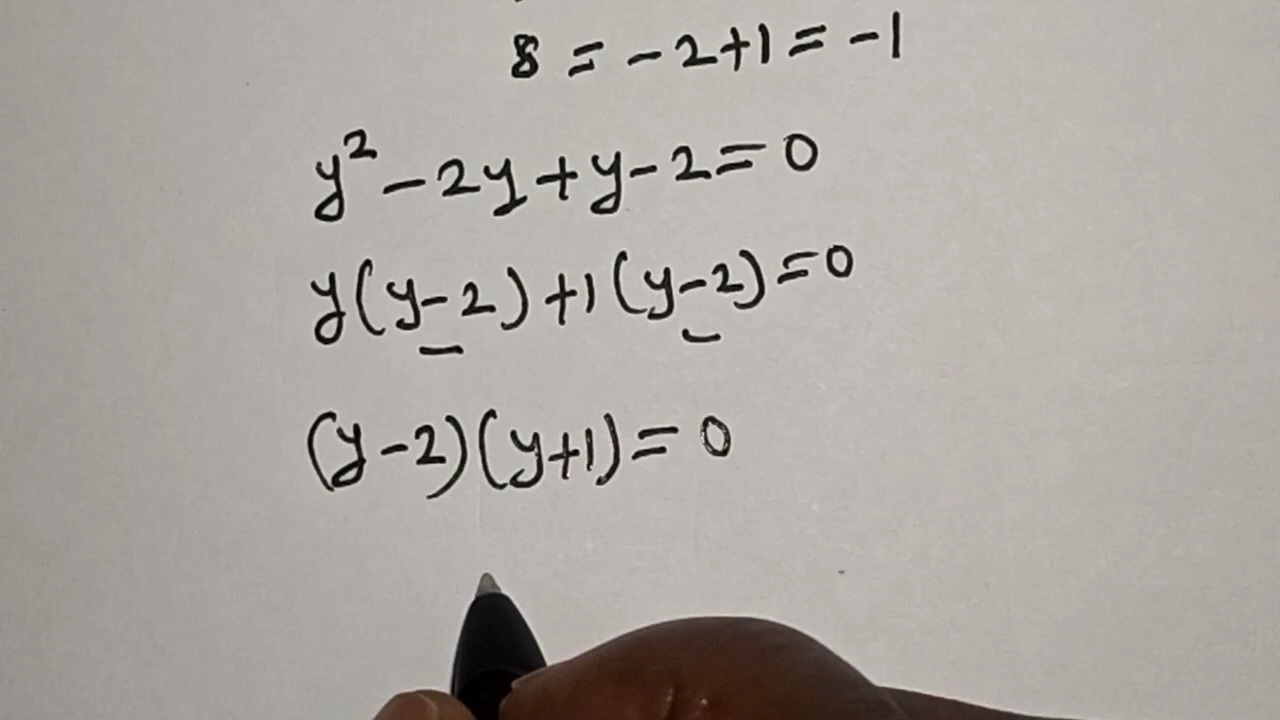 8 = -2+1 = -1
y² - 2y + y - 2 = 0
y(y-2) + 1(y-2) = 0
(y-2)(y+1) = 0